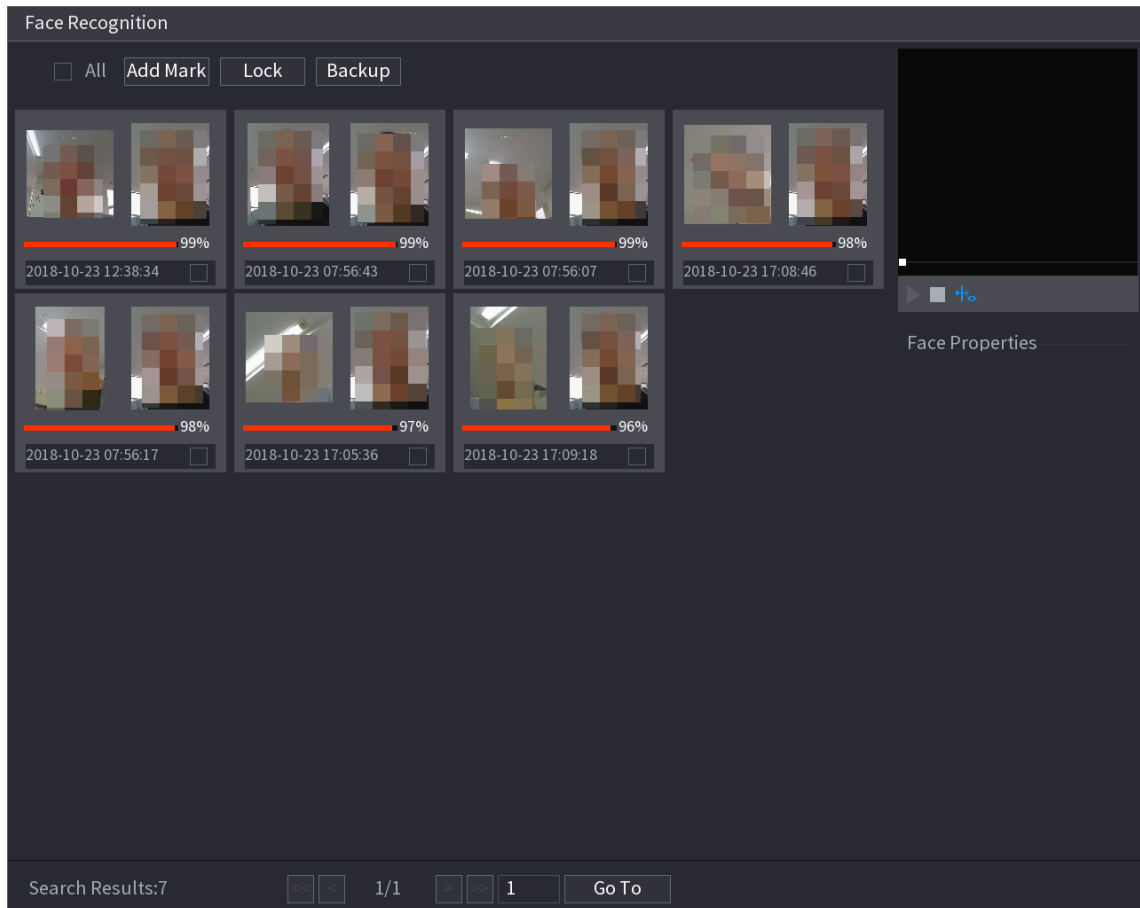 Face Recognition
All Add Mark Lock Backup
99% 99% 99% 98%
2018-10-23 12:38:34 2018-10-23 07:56:43 2018-10-23 07:56:07 2018-10-23 17:08:46
Face Properties
98% 97% 96%
2018-10-23 07:56:17 2018-10-23 17:05:36 2018-10-23 17:09:18
Search Results:7 << < 1/1 > >> 1 Go To